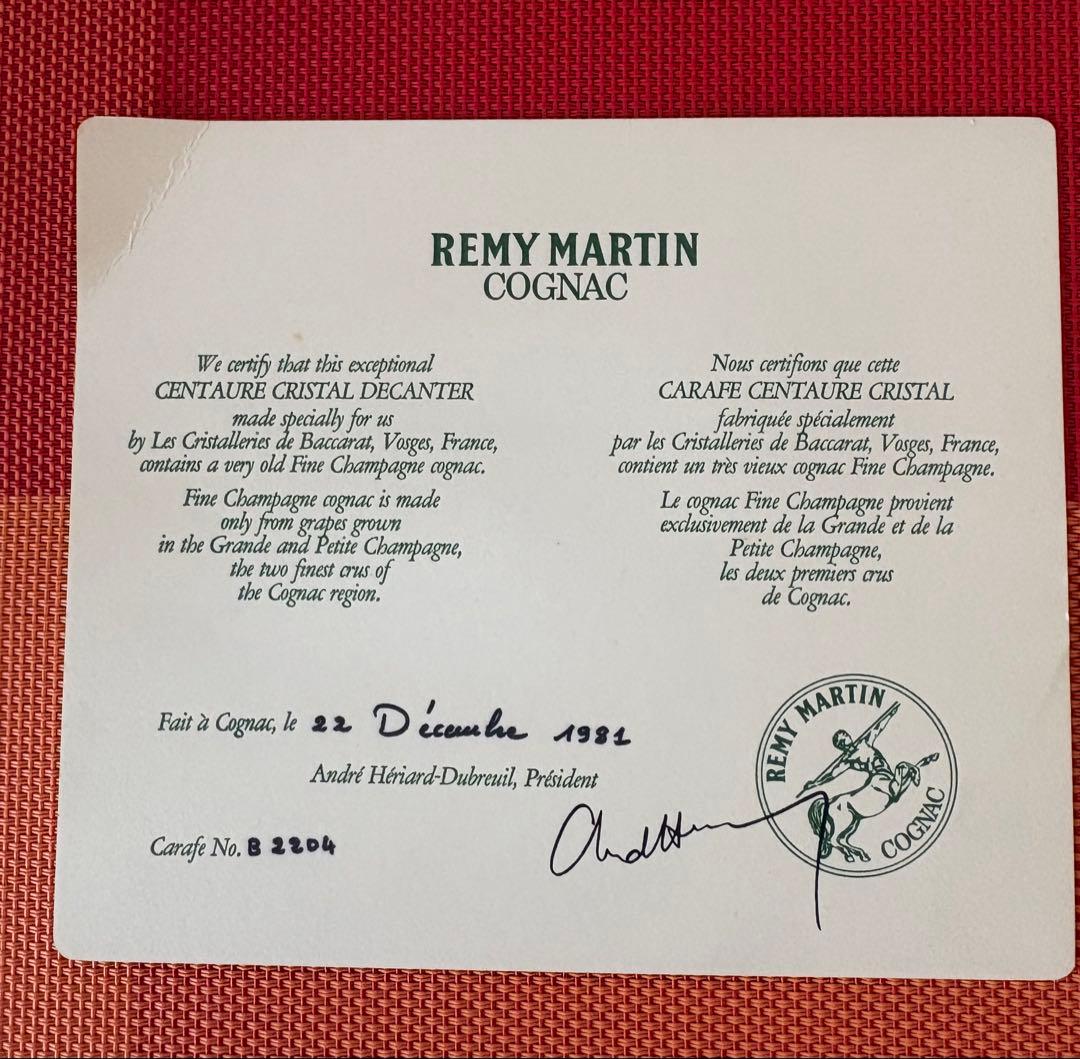 REMY MARTIN
COGNAC
We certify that this exceptional
CENTAURE CRISTAL DECANTER
made specially for us
by Les Cristalleries de Baccarat, Vosges, France,
contains a very old Fine Champagne cognac.
Fine Champagne cognac is made
only from grapes grown
in the Grande and Petite Champagne,
the two finest crus of
the Cognac region.
Nous certifions que cette
CARAFE CENTAURE CRISTAL
fabriquée spécialement
par les Cristalleries de Baccarat, Vosges, France,
contient un très vieux cognac Fine Champagne.
Le cognac Fine Champagne provient
exclusivement de la Grande et de la
Petite Champagne,
les deux premiers crus
de Cognac.
Fait à Cognac, le 22 Décembre 1981
André Hériard-Dubreuil, Président
Carafe No. B 2204
REMY MARTIN
COGNAC